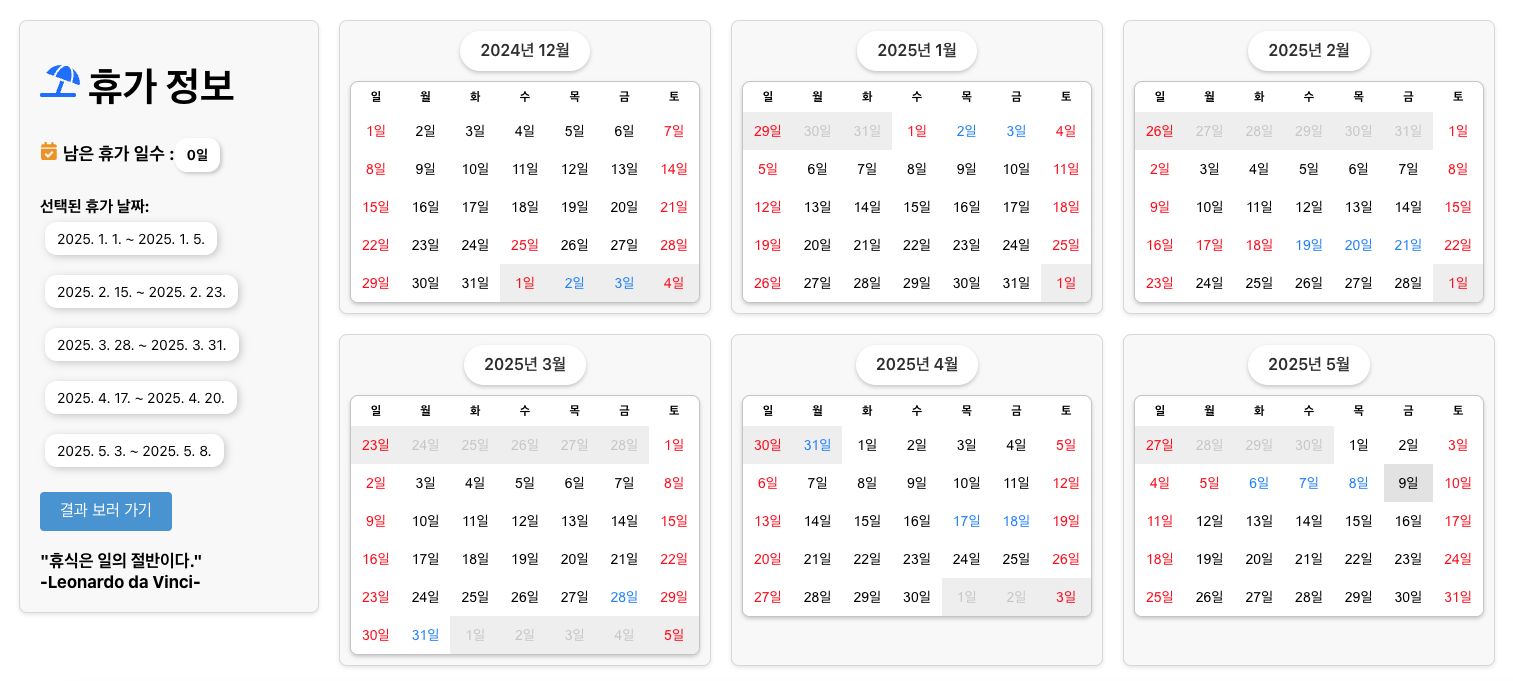 휴가 정보
남은 휴가 일수 : 0일
선택된 휴가 날짜:
2025. 1. 1. ~ 2025. 1. 5.
2025. 2. 15. ~ 2025. 2. 23.
2025. 3. 28. ~ 2025. 3. 31.
2025. 4. 17. ~ 2025. 4. 20.
2025. 5. 3. ~ 2025. 5. 8.
결과 보러 가기
"휴식은 일의 절반이다."
-Leonardo da Vinci-
2024년 12월
일 월 화 수 목 금 토
1일 2일 3일 4일 5일 6일 7일
8일 9일 10일 11일 12일 13일 14일
15일 16일 17일 18일 19일 20일 21일
22일 23일 24일 25일 26일 27일 28일
29일 30일 31일 1일 2일 3일 4일
2025년 1월
일 월 화 수 목 금 토
29일 30일 31일 1일 2일 3일 4일
5일 6일 7일 8일 9일 10일 11일
12일 13일 14일 15일 16일 17일 18일
19일 20일 21일 22일 23일 24일 25일
26일 27일 28일 29일 30일 31일 1일
2025년 2월
일 월 화 수 목 금 토
26일 27일 28일 29일 30일 31일 1일
2일 3일 4일 5일 6일 7일 8일
9일 10일 11일 12일 13일 14일 15일
16일 17일 18일 19일 20일 21일 22일
23일 24일 25일 26일 27일 28일 1일
2025년 3월
일 월 화 수 목 금 토
23일 24일 25일 26일 27일 28일 1일
2일 3일 4일 5일 6일 7일 8일
9일 10일 11일 12일 13일 14일 15일
16일 17일 18일 19일 20일 21일 22일
23일 24일 25일 26일 27일 28일 29일
30일 31일 1일 2일 3일 4일 5일
2025년 4월
일 월 화 수 목 금 토
30일 31일 1일 2일 3일 4일 5일
6일 7일 8일 9일 10일 11일 12일
13일 14일 15일 16일 17일 18일 19일
20일 21일 22일 23일 24일 25일 26일
27일 28일 29일 30일 1일 2일 3일
2025년 5월
일 월 화 수 목 금 토
27일 28일 29일 30일 1일 2일 3일
4일 5일 6일 7일 8일 9일 10일
11일 12일 13일 14일 15일 16일 17일
18일 19일 20일 21일 22일 23일 24일
25일 26일 27일 28일 29일 30일 31일